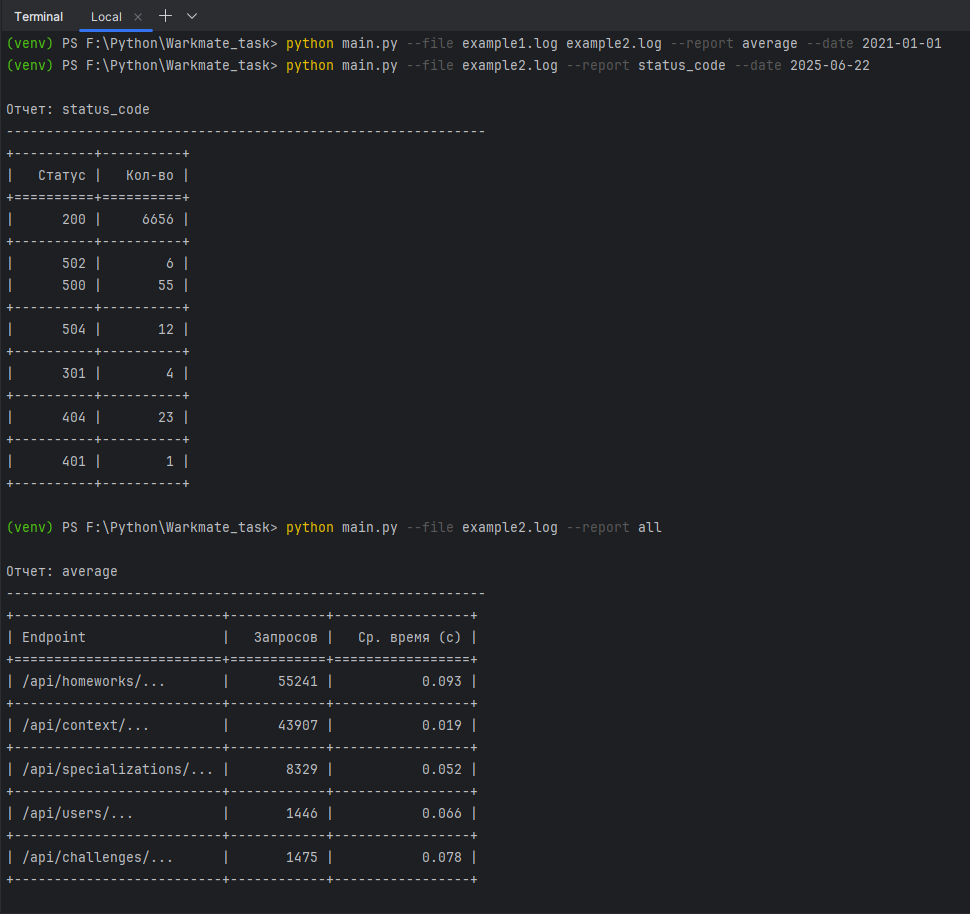 Terminal Local × +
(venv) PS F:\Python\Warkmate_task> python main.py --file example1.log example2.log --report average --date 2021-01-01
(venv) PS F:\Python\Warkmate_task> python main.py --file example2.log --report status_code --date 2025-06-22
Отчет: status_code
------------------------------------------------------------
+----------+----------+
|   Статус |   Кол-во |
+==========+==========+
|      200 |     6656 |
+----------+----------+
|      502 |        6 |
|      500 |       55 |
+----------+----------+
|      504 |       12 |
+----------+----------+
|      301 |        4 |
+----------+----------+
|      404 |       23 |
+----------+----------+
|      401 |        1 |
+----------+----------+
(venv) PS F:\Python\Warkmate_task> python main.py --file example2.log --report all
Отчет: average
------------------------------------------------------------
+--------------------------+------------+-----------------+
| Endpoint                 |   Запросов |   Ср. время (с) |
+==========================+============+=================+
| /api/homeworks/...       |      55241 |           0.093 |
+--------------------------+------------+-----------------+
| /api/context/...         |      43907 |           0.019 |
+--------------------------+------------+-----------------+
| /api/specializations/... |       8329 |           0.052 |
+--------------------------+------------+-----------------+
| /api/users/...           |       1446 |           0.066 |
+--------------------------+------------+-----------------+
| /api/challenges/...      |       1475 |           0.078 |
+--------------------------+------------+-----------------+